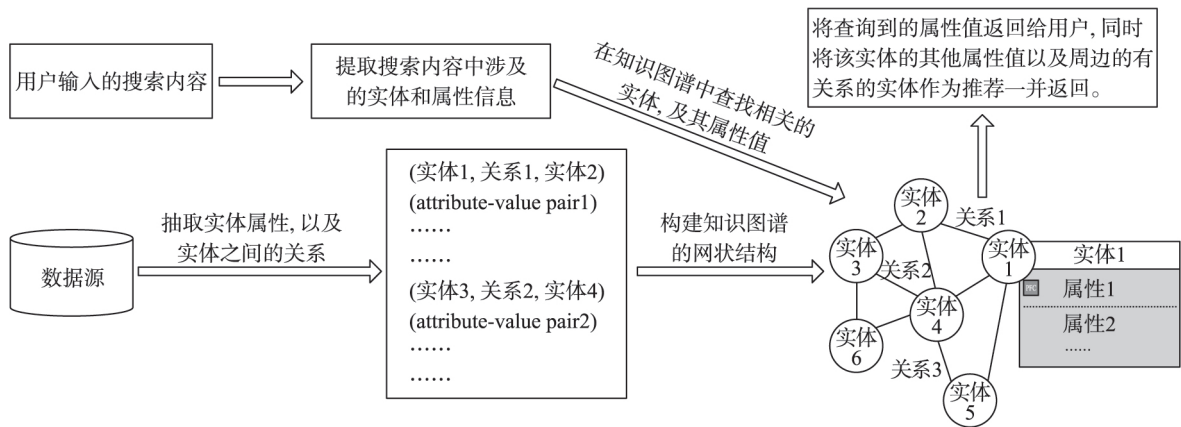 用户输入的搜索内容
提取搜索内容中涉及
的实体和属性信息
在知识图谱中查找相关的
实体, 及其属性值
将查询到的属性值返回给用户, 同时
将该实体的其他属性值以及周边的有
关系的实体作为推荐一并返回。
数据源
抽取实体属性, 以及
实体之间的关系
(实体1, 关系1, 实体2)
(attribute-value pair1)
……
……
(实体3, 关系2, 实体4)
(attribute-value pair2)
……
……
构建知识图谱
的网状结构
实体
2
关系1
实体
1
实体
3
关系2
实体
4
实体
6
关系3
实体
5
实体1
属性1
属性2
……